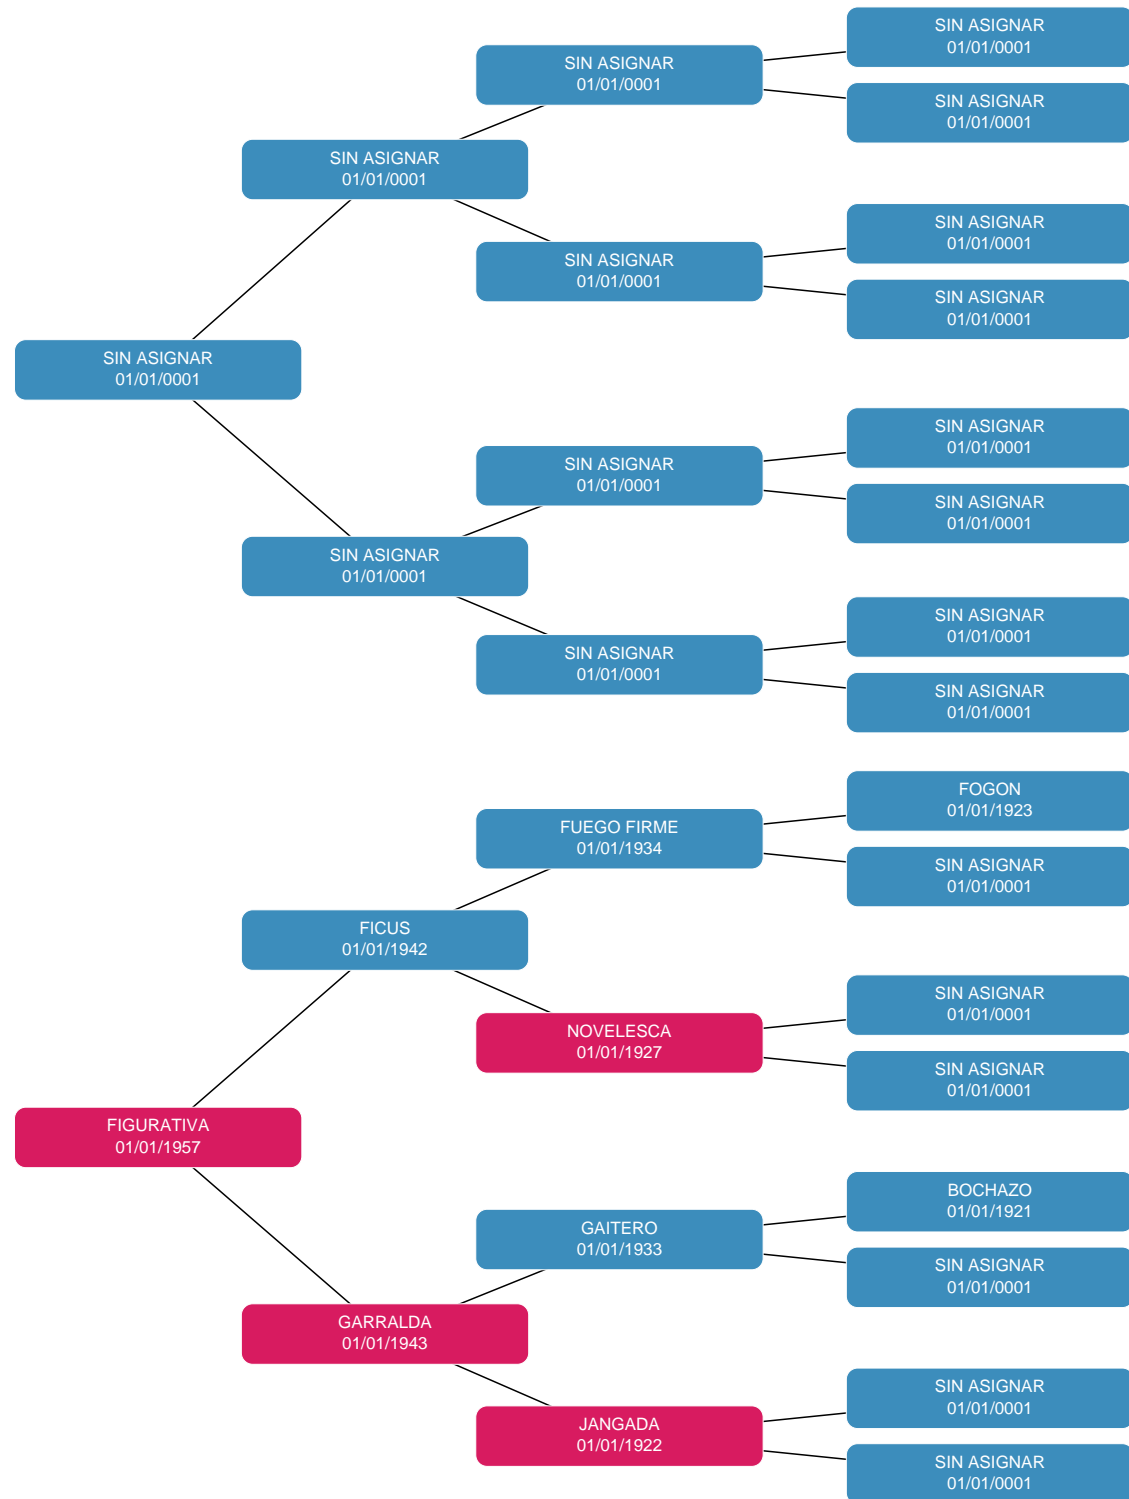 SIN ASIGNAR
01/01/0001
SIN ASIGNAR
01/01/0001
SIN ASIGNAR
01/01/0001
SIN ASIGNAR
01/01/0001
SIN ASIGNAR
01/01/0001
SIN ASIGNAR
01/01/0001
SIN ASIGNAR
01/01/0001
SIN ASIGNAR
01/01/0001
SIN ASIGNAR
01/01/0001
SIN ASIGNAR
01/01/0001
SIN ASIGNAR
01/01/0001
SIN ASIGNAR
01/01/0001
SIN ASIGNAR
01/01/0001
SIN ASIGNAR
01/01/0001
SIN ASIGNAR
01/01/0001
FOGON
01/01/1923
FUEGO FIRME
01/01/1934
SIN ASIGNAR
01/01/0001
FICUS
01/01/1942
SIN ASIGNAR
01/01/0001
NOVELESCA
01/01/1927
SIN ASIGNAR
01/01/0001
FIGURATIVA
01/01/1957
BOCHAZO
01/01/1921
GAITERO
01/01/1933
SIN ASIGNAR
01/01/0001
GARRALDA
01/01/1943
SIN ASIGNAR
01/01/0001
JANGADA
01/01/1922
SIN ASIGNAR
01/01/0001